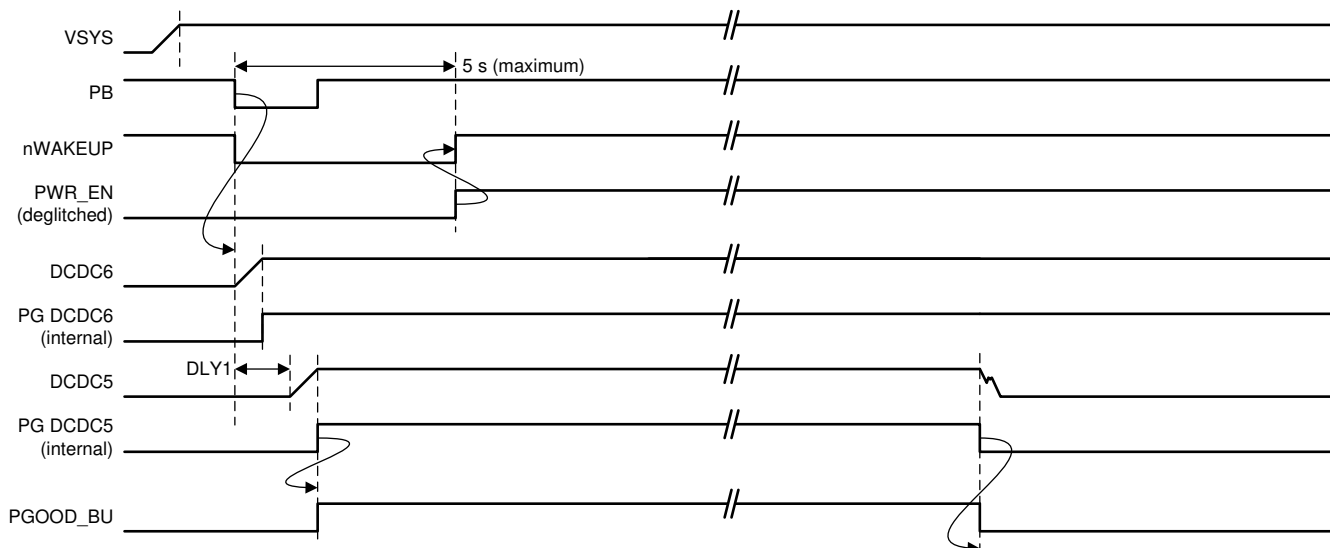 VSYS
5 s (maximum)
PB
nWAKEUP
PWR_EN
(deglitched)
DCDC6
PG DCDC6
(internal)
DLY1
DCDC5
PG DCDC5
(internal)
PGOOD_BU